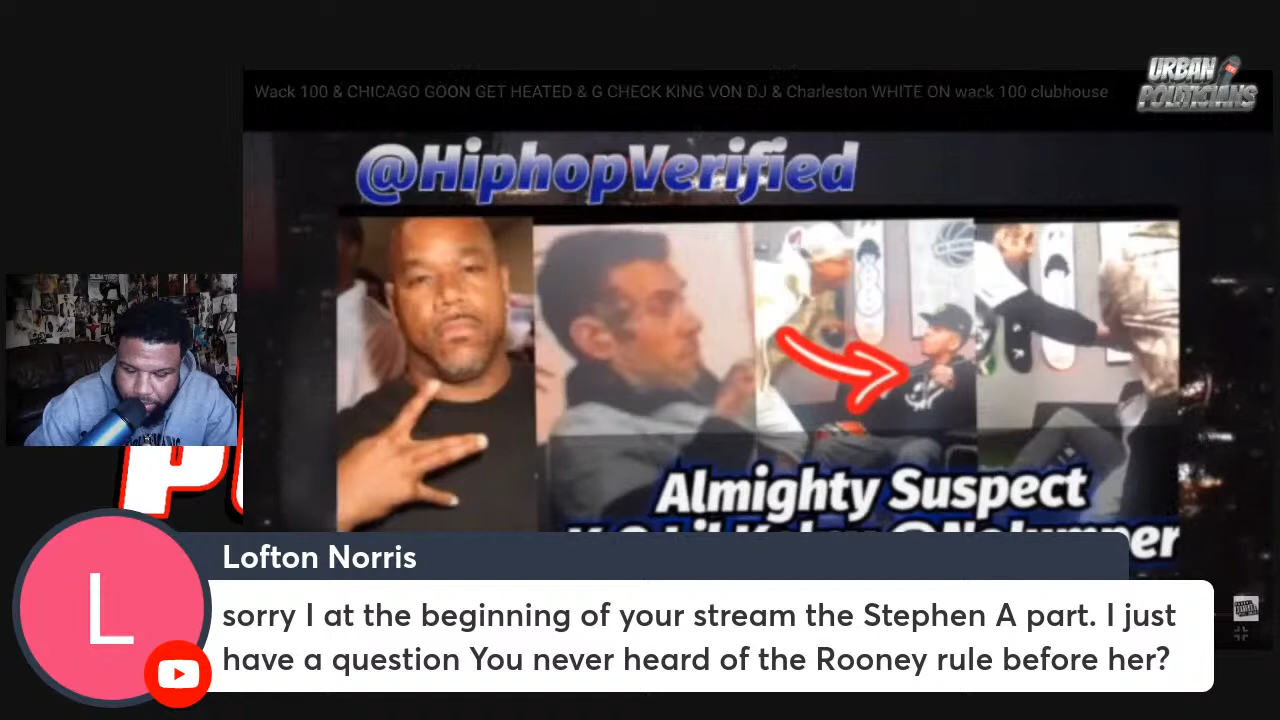 URBAN
POLITICIANS
Wack 100 & CHICAGO GOON GET HEATED & G CHECK KING VON DJ & Charleston WHITE ON wack 100 clubhouse
@HiphopVerified
Almighty Suspect
L
Lofton Norris
sorry I at the beginning of your stream the Stephen A part. I just
have a question You never heard of the Rooney rule before her?